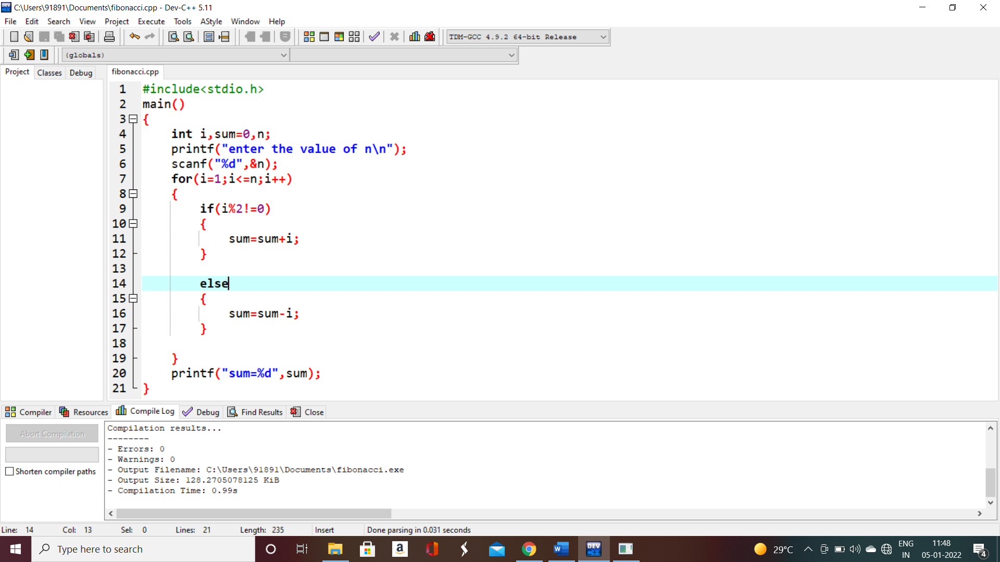 C:\Users\91891\Documents\fibonacci.cpp - Dev-C++ 5.11
File Edit Search View Project Execute Tools AStyle Window Help
TDM-GCC 4.9.2 64-bit Release
(globals)
Project Classes Debug
fibonacci.cpp
1 #include<stdio.h>
2 main()
3 {
4 int i,sum=0,n;
5 printf("enter the value of n\n");
6 scanf("%d",&n);
7 for(i=1;i<=n;i++)
8 {
9 if(i%2!=0)
10 {
11 sum=sum+i;
12 }
13
14 else
15 {
16 sum=sum-i;
17 }
18
19 }
20 printf("sum=%d",sum);
21 }
Compiler Resources Compile Log Debug Find Results Close
Abort Compilation
Shorten compiler paths
Compilation results...
--------
- Errors: 0
- Warnings: 0
- Output Filename: C:\Users\91891\Documents\fibonacci.exe
- Output Size: 128.2705078125 KiB
- Compilation Time: 0.99s
Line: 14 Col: 13 Sel: 0 Lines: 21 Length: 235 Insert Done parsing in 0.031 seconds
Type here to search
DEV C++
29°C
ENG
IN
11:48
05-01-2022
4